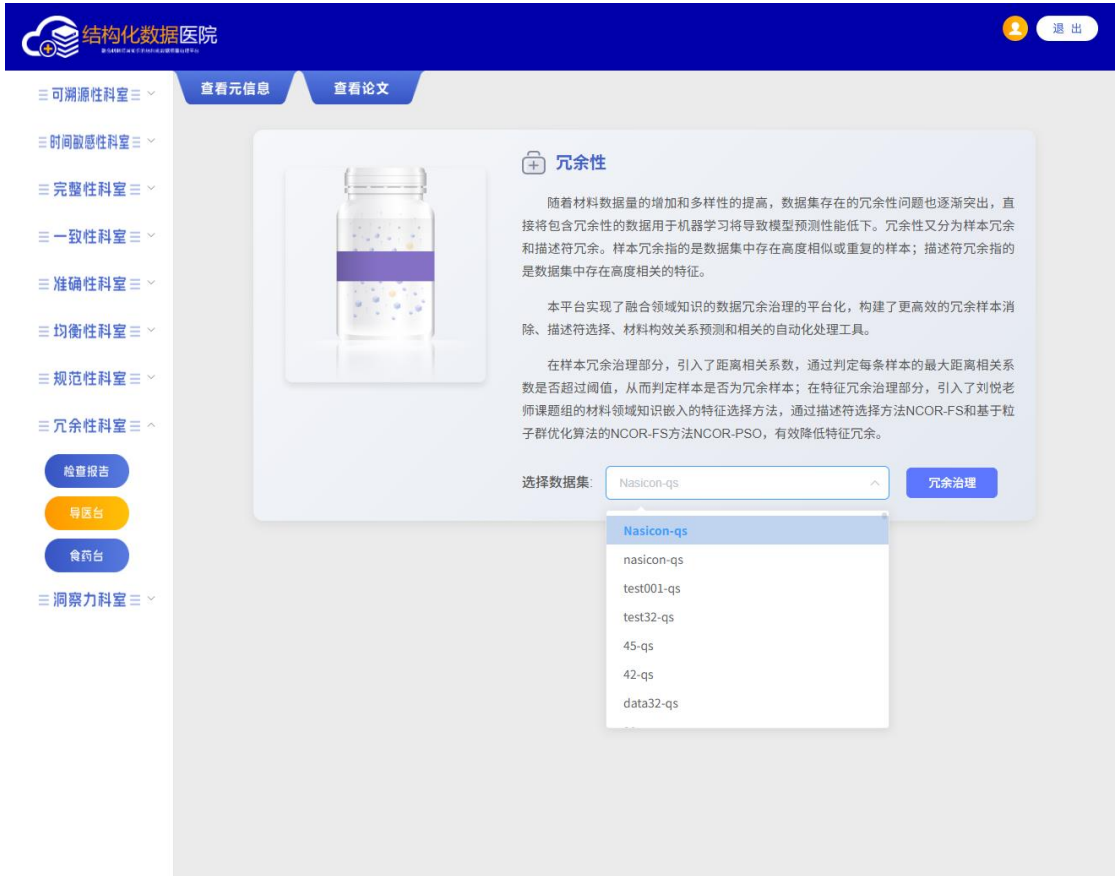 结构化数据医院
退 出
查看元信息
查看论文
可溯源性科室
时间敏感性科室
完整性科室
一致性科室
准确性科室
均衡性科室
规范性科室
冗余性科室
检查报告
导医台
食药台
洞察力科室
冗余性
随着材料数据量的增加和多样性的提高，数据集存在的冗余性问题也逐渐突出，直
接将包含冗余性的数据用于机器学习将导致模型预测性能低下。冗余性又分为样本冗余
和描述符冗余。样本冗余指的是数据集中存在高度相似或重复的样本；描述符冗余指的
是数据集中存在高度相关的特征。
本平台实现了融合领域知识的数据冗余治理的平台化，构建了更高效的冗余样本消
除、描述符选择、材料构效关系预测和相关的自动化处理工具。
在样本冗余治理部分，引入了距离相关系数，通过判定每条样本的最大距离相关系
数是否超过阈值，从而判定样本是否为冗余样本；在特征冗余治理部分，引入了刘悦老
师课题组的材料领域知识嵌入的特征选择方法，通过描述符选择方法NCOR-FS和基于粒
子群优化算法的NCOR-FS方法NCOR-PSO，有效降低特征冗余。
选择数据集:
Nasicon-qs
冗余治理
Nasicon-qs
nasicon-qs
test001-qs
test32-qs
45-qs
42-qs
data32-qs